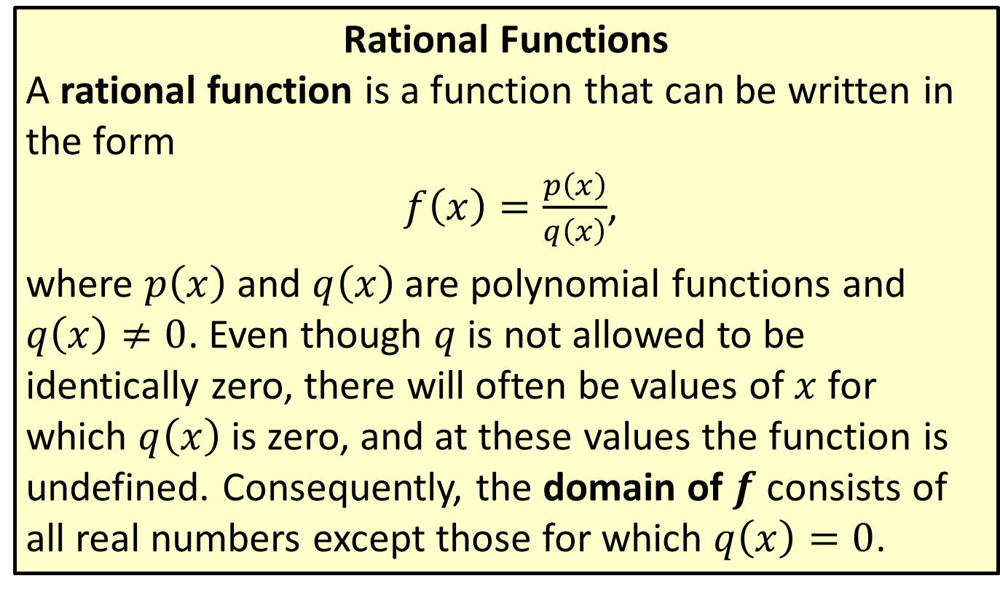 Rational Functions
A rational function is a function that can be written in
the form
f(x) = p(x)/q(x),
where p(x) and q(x) are polynomial functions and
q(x) ≠ 0. Even though q is not allowed to be
identically zero, there will often be values of x for
which q(x) is zero, and at these values the function is
undefined. Consequently, the domain of f consists of
all real numbers except those for which q(x) = 0.